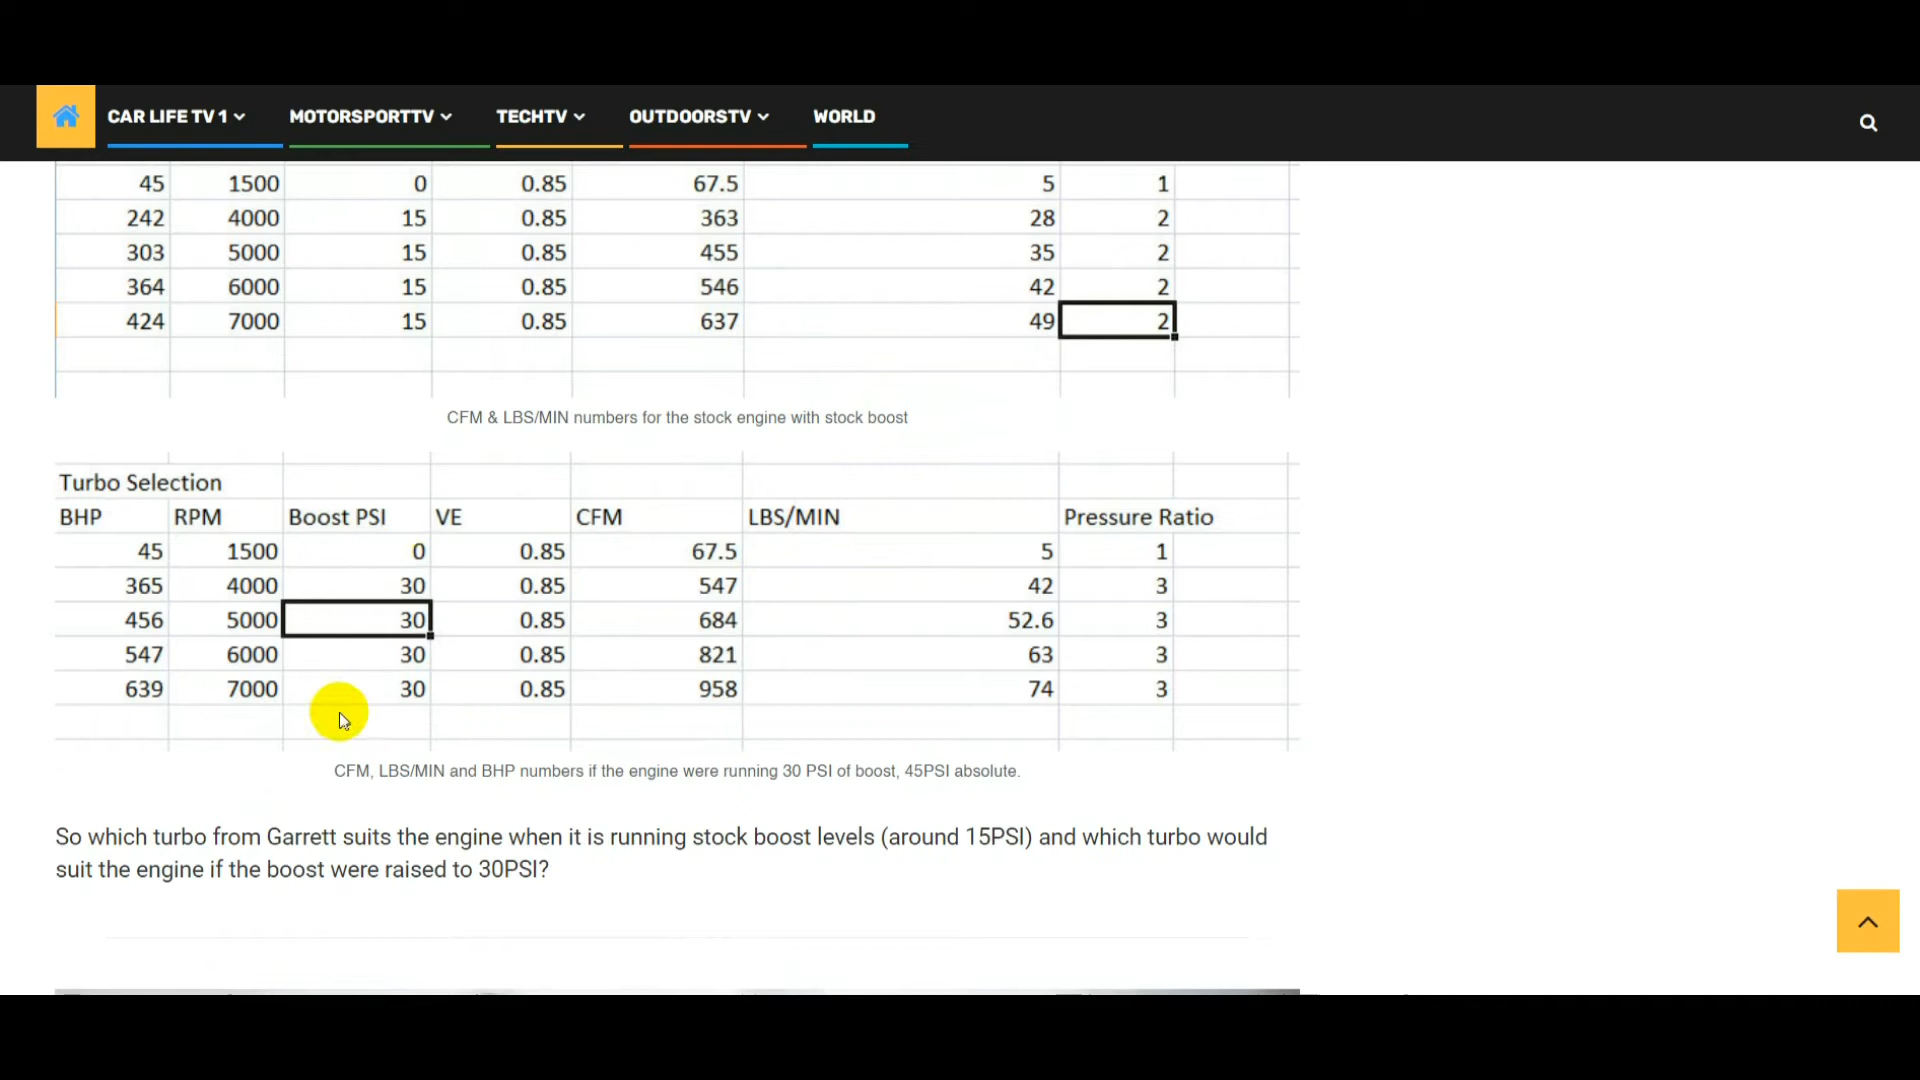 CAR LIFE TV 1 MOTORSPORTTV TECHTV OUTDOORSTV WORLD
45 1500 0 0.85 67.5 5 1
242 4000 15 0.85 363 28 2
303 5000 15 0.85 455 35 2
364 6000 15 0.85 546 42 2
424 7000 15 0.85 637 49 2
CFM & LBS/MIN numbers for the stock engine with stock boost
Turbo Selection
BHP RPM Boost PSI VE CFM LBS/MIN Pressure Ratio
45 1500 0 0.85 67.5 5 1
365 4000 30 0.85 547 42 3
456 5000 30 0.85 684 52.6 3
547 6000 30 0.85 821 63 3
639 7000 30 0.85 958 74 3
CFM, LBS/MIN and BHP numbers if the engine were running 30 PSI of boost, 45PSI absolute.
So which turbo from Garrett suits the engine when it is running stock boost levels (around 15PSI) and which turbo would
suit the engine if the boost were raised to 30PSI?